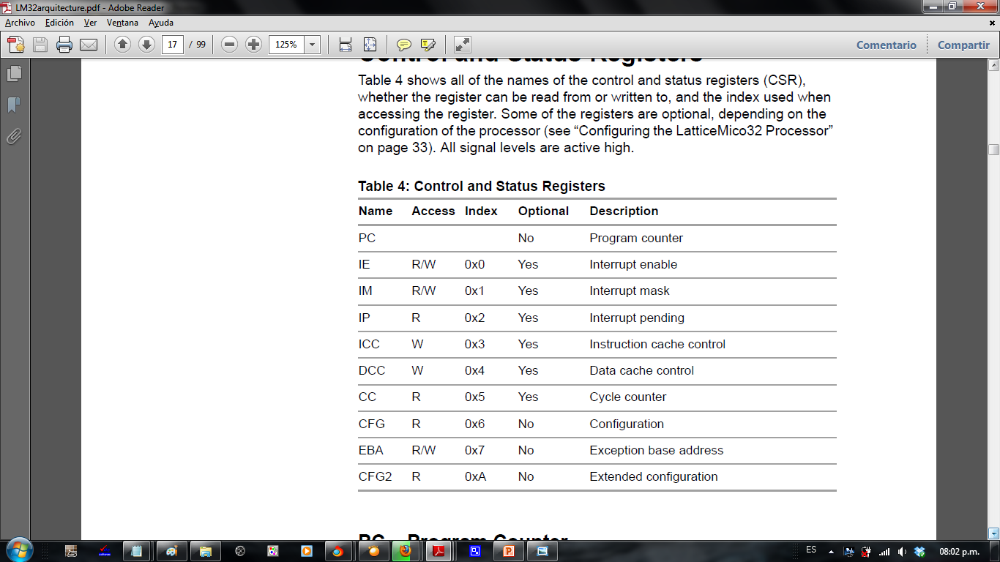 LM32arquitecture.pdf - Adobe Reader
Archivo Edición Ver Ventana Ayuda
17 / 99 125% Comentario Compartir
Control and Status Registers
Table 4 shows all of the names of the control and status registers (CSR),
whether the register can be read from or written to, and the index used when
accessing the register. Some of the registers are optional, depending on the
configuration of the processor (see “Configuring the LatticeMico32 Processor”
on page 33). All signal levels are active high.
Table 4: Control and Status Registers
Name Access Index Optional Description
PC No Program counter
IE R/W 0x0 Yes Interrupt enable
IM R/W 0x1 Yes Interrupt mask
IP R 0x2 Yes Interrupt pending
ICC W 0x3 Yes Instruction cache control
DCC W 0x4 Yes Data cache control
CC R 0x5 Yes Cycle counter
CFG R 0x6 No Configuration
EBA R/W 0x7 No Exception base address
CFG2 R 0xA No Extended configuration
PC – Program Counter
ES 08:02 p.m.